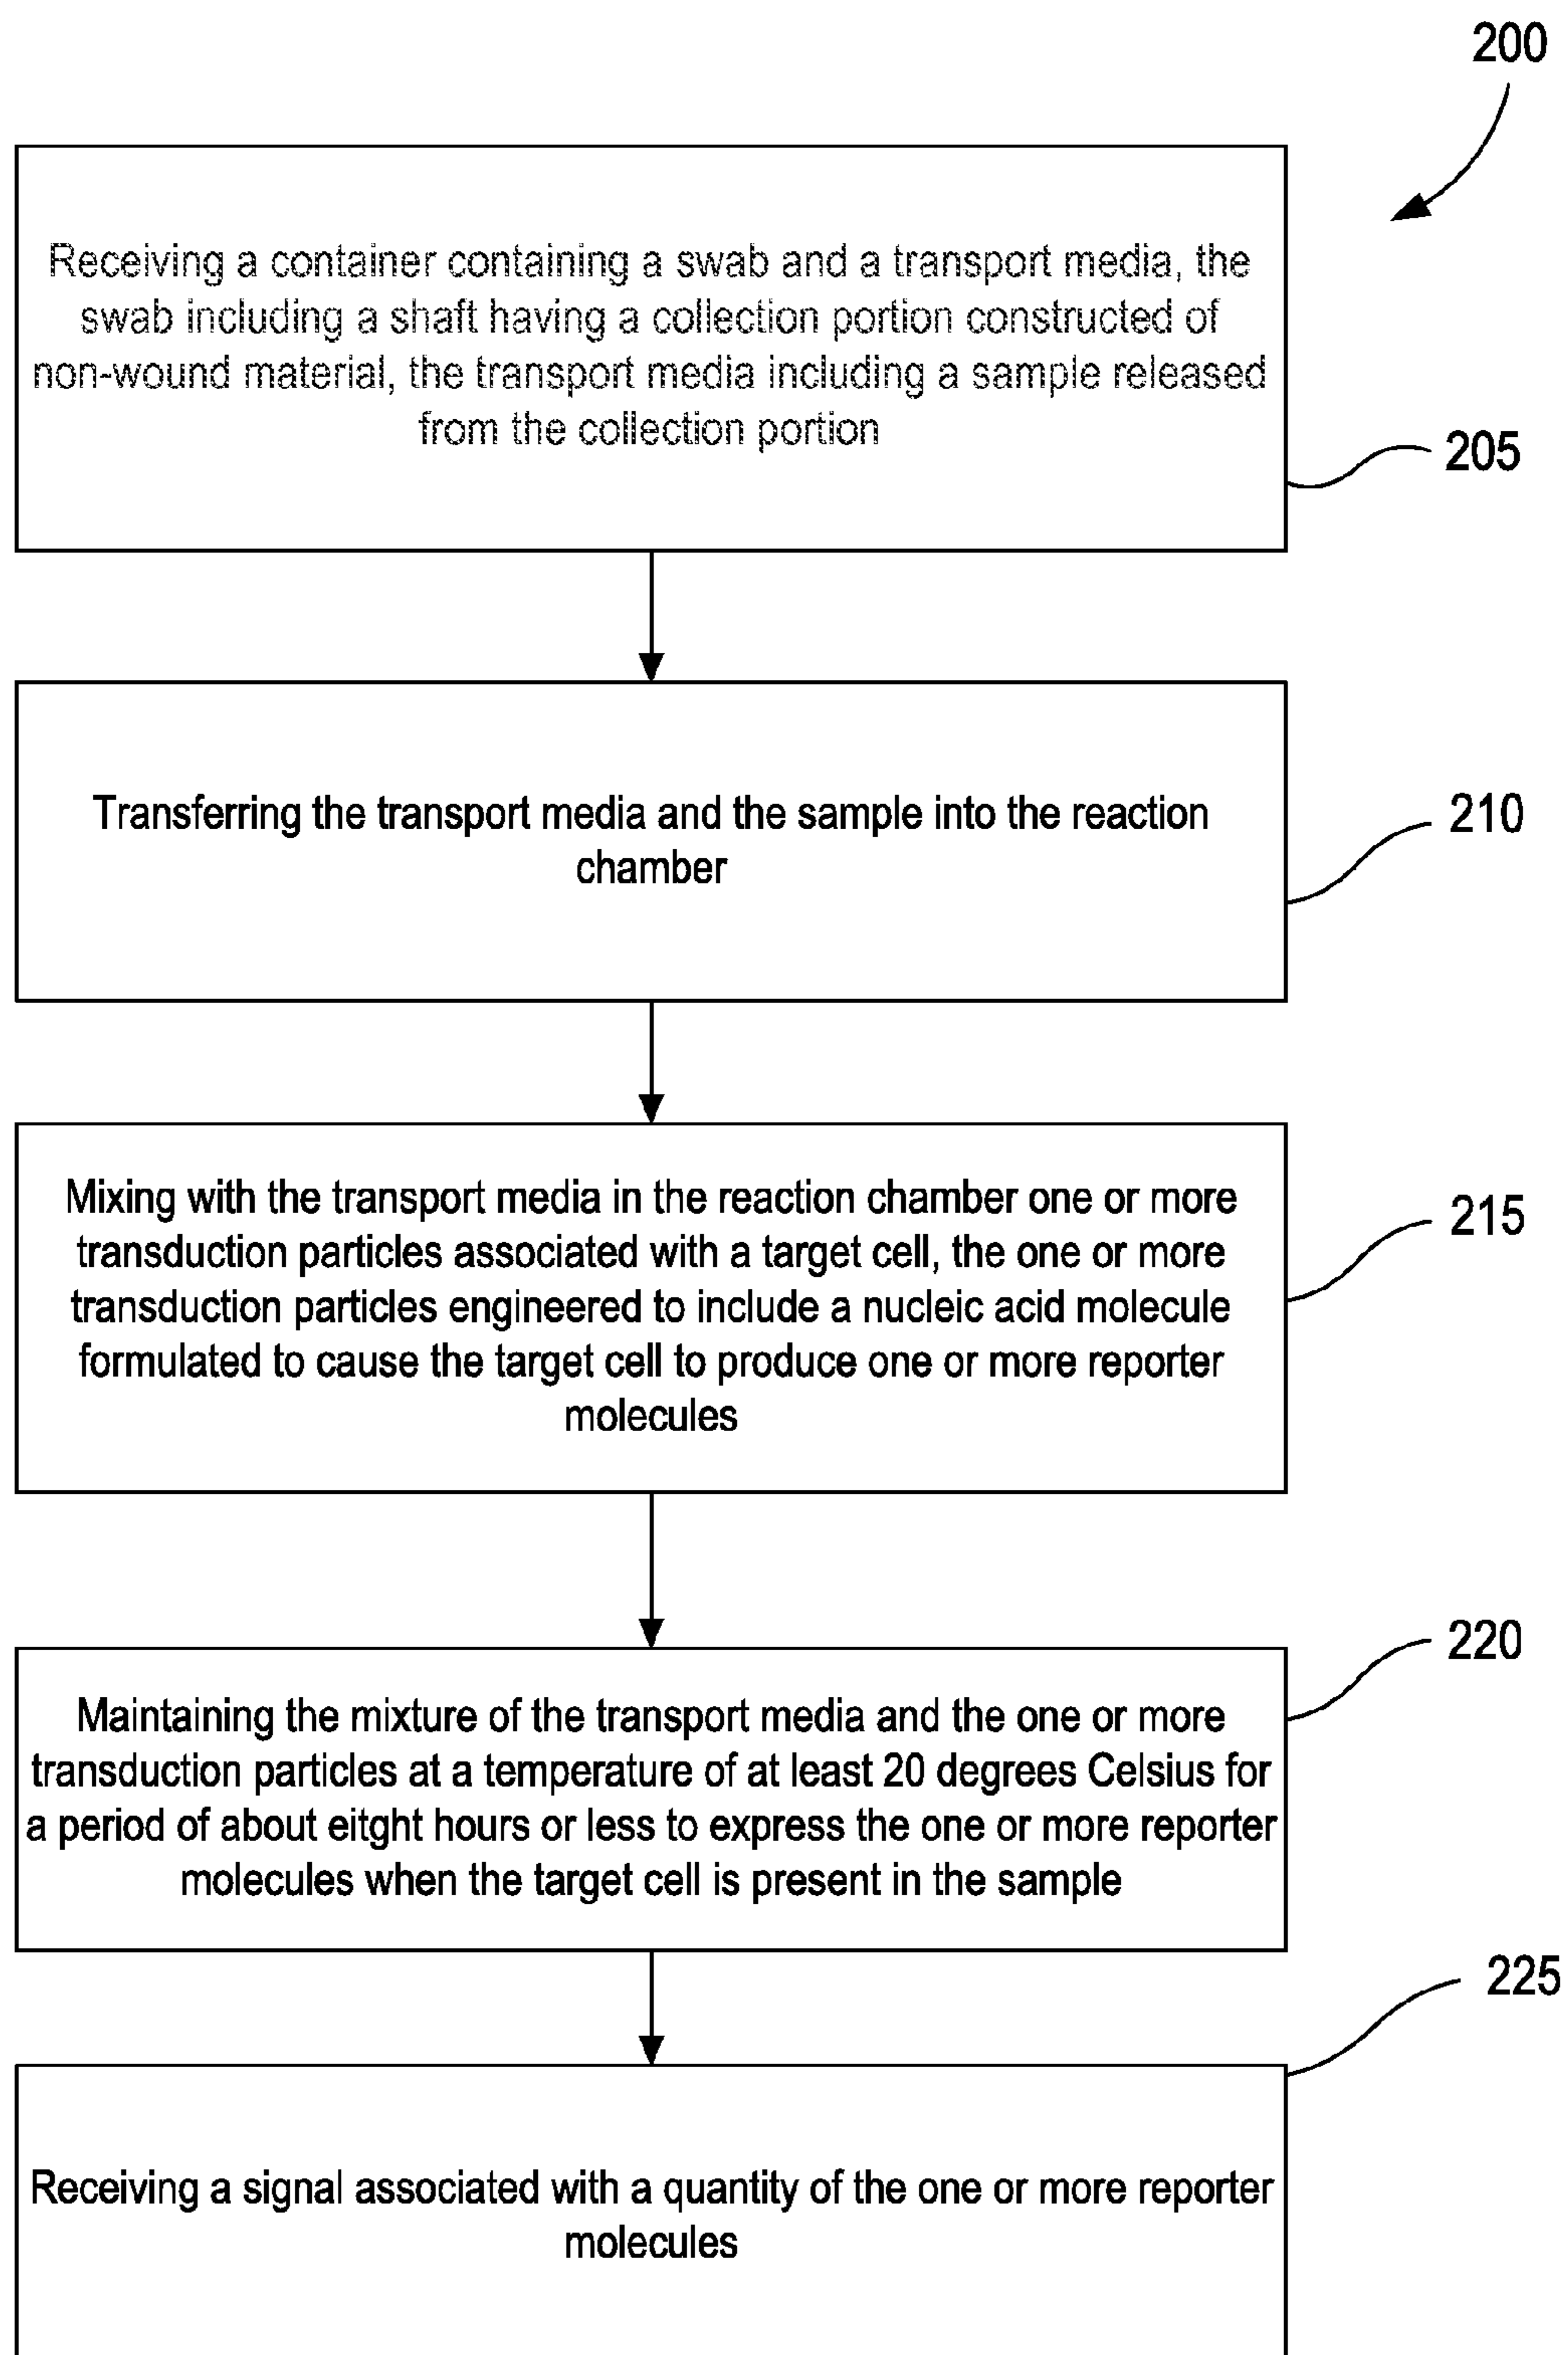 200
Receiving a container containing a swab and a transport media, the
swab including a shaft having a collection portion constructed of
non-wound material, the transport media including a sample released
from the collection portion
205
Transferring the transport media and the sample into the reaction
chamber
210
Mixing with the transport media in the reaction chamber one or more
transduction particles associated with a target cell, the one or more
transduction particles engineered to include a nucleic acid molecule
formulated to cause the target cell to produce one or more reporter
molecules
215
Maintaining the mixture of the transport media and the one or more
transduction particles at a temperature of at least 20 degrees Celsius for
a period of about eitght hours or less to express the one or more reporter
molecules when the target cell is present in the sample
220
Receiving a signal associated with a quantity of the one or more reporter
molecules
225